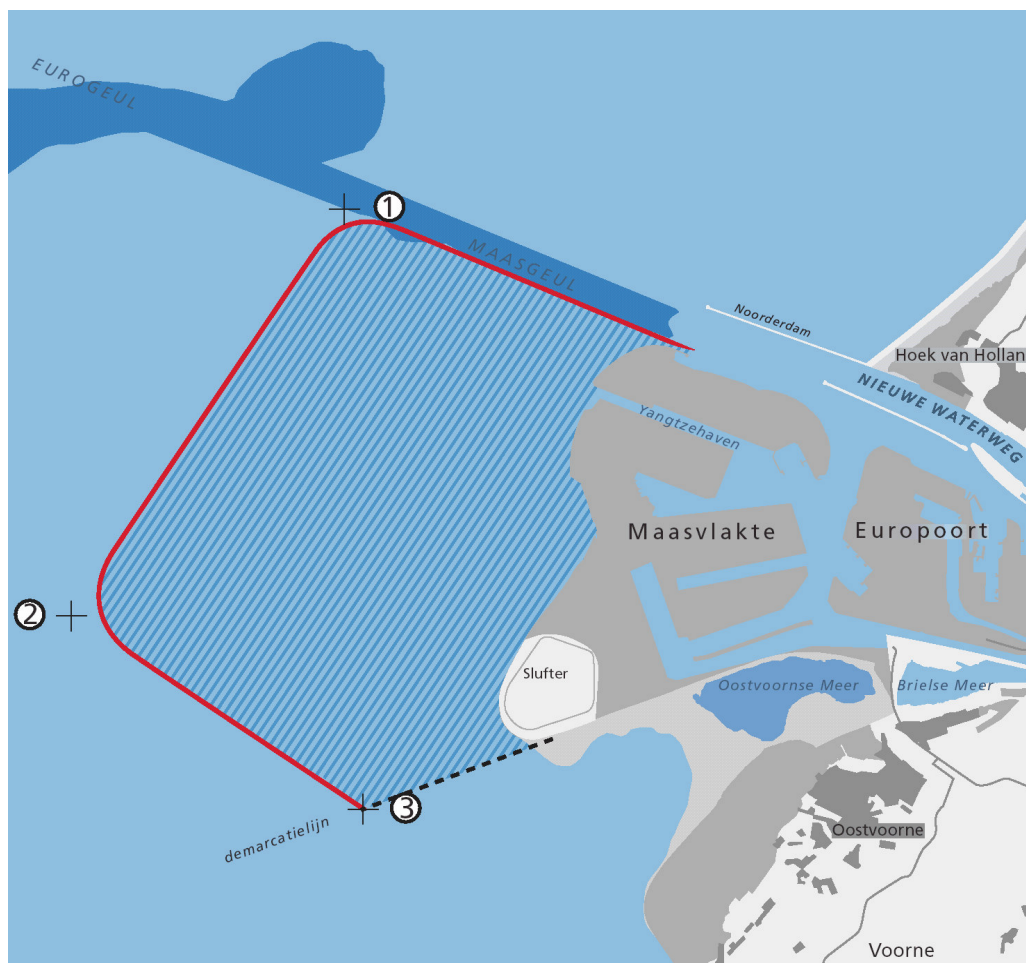 EUROGEUL
1
MAASGEUL
Noorderdam
Hoek van Hollan
NIEUWE WATERWEG
Yangtzehaven
Maasvlakte
Europoort
2
Slufter
Oostvoornse Meer
Brielse Meer
3
demarcatielijn
Oostvoorne
Voorne